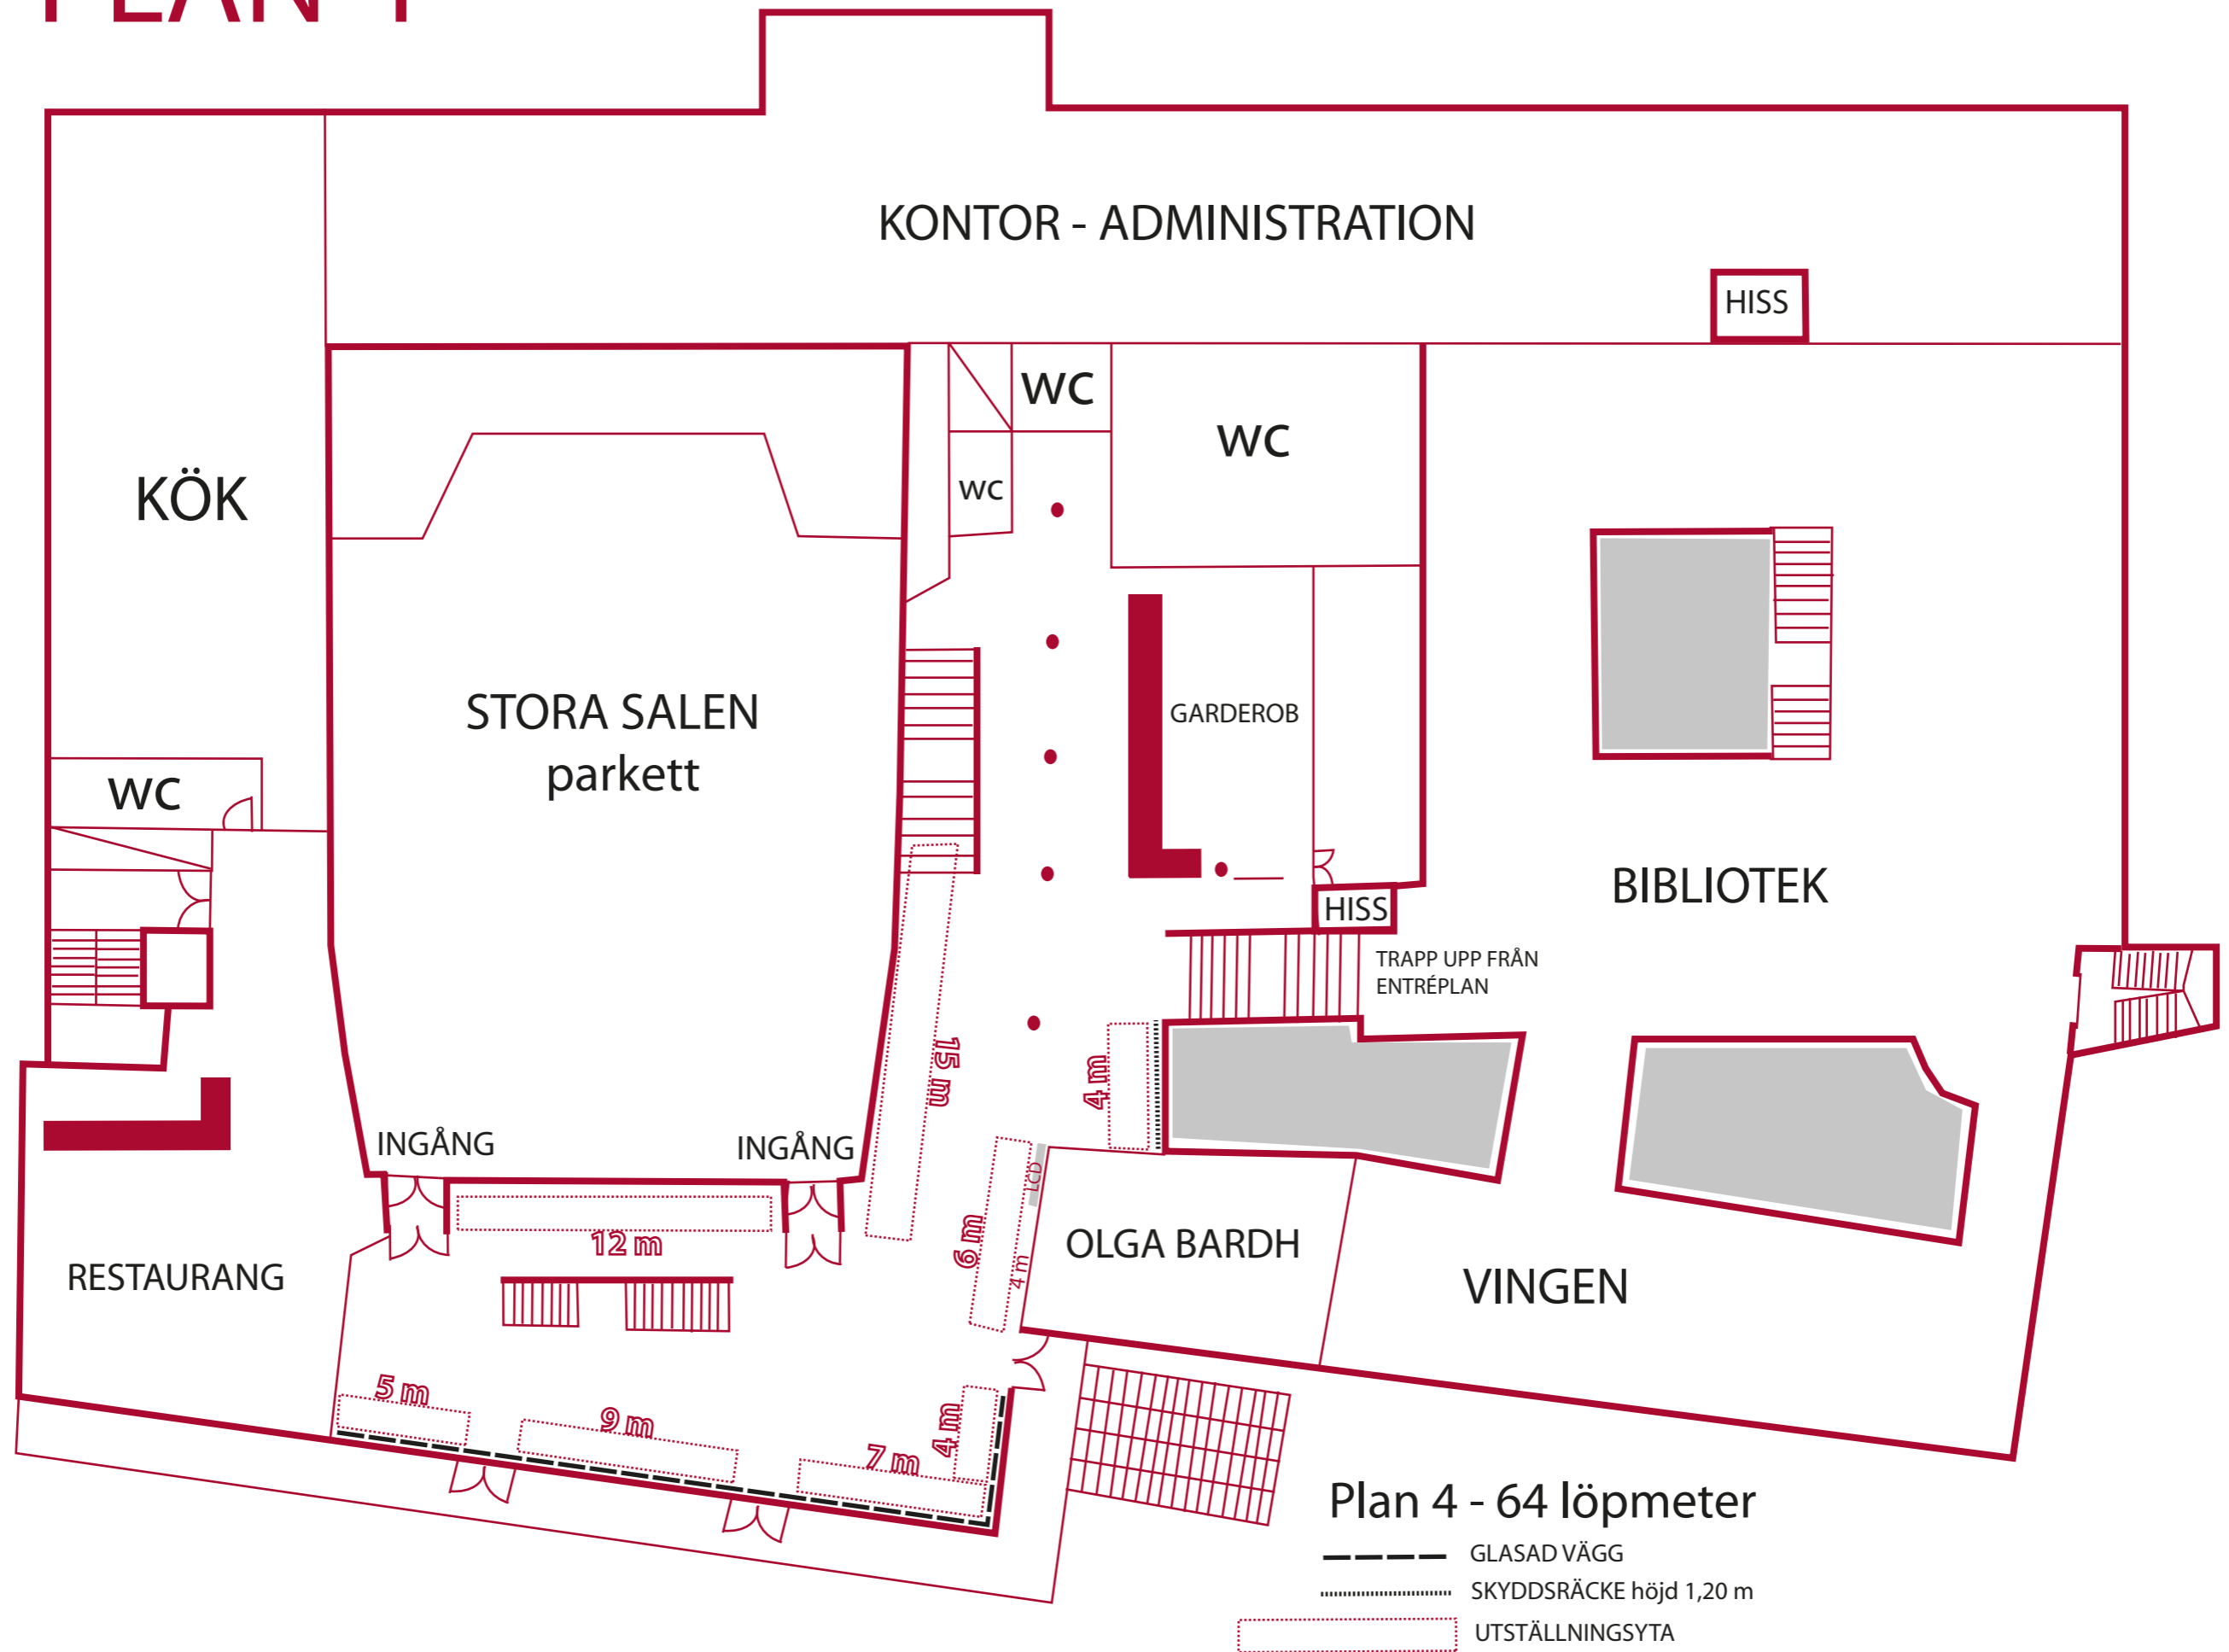 PLAN 4
KONTOR - ADMINISTRATION
HISS
WC
WC
WC
KÖK
STORA SALEN
parkett
GARDEROB
WC
BIBLIOTEK
HISS
TRAPP UPP FRÅN
ENTRÉPLAN
15 m
4 m
INGÅNG
INGÅNG
LCD
12 m
6 m
4 m
OLGA BARDH
RESTAURANG
VINGEN
5 m
9 m
7 m
4 m
Plan 4 - 64 löpmeter
GLASAD VÄGG
SKYDDSRÄCKE höjd 1,20 m
UTSTÄLLNINGSYTA